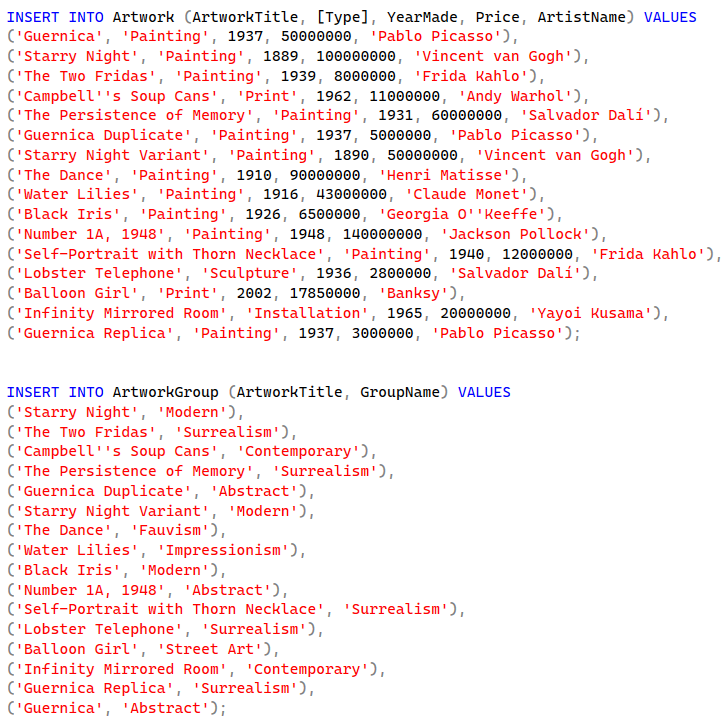 INSERT INTO Artwork (ArtworkTitle, [Type], YearMade, Price, ArtistName) VALUES
('Guernica', 'Painting', 1937, 50000000, 'Pablo Picasso'),
('Starry Night', 'Painting', 1889, 100000000, 'Vincent van Gogh'),
('The Two Fridas', 'Painting', 1939, 8000000, 'Frida Kahlo'),
('Campbell''s Soup Cans', 'Print', 1962, 11000000, 'Andy Warhol'),
('The Persistence of Memory', 'Painting', 1931, 60000000, 'Salvador Dalí'),
('Guernica Duplicate', 'Painting', 1937, 5000000, 'Pablo Picasso'),
('Starry Night Variant', 'Painting', 1890, 50000000, 'Vincent van Gogh'),
('The Dance', 'Painting', 1910, 90000000, 'Henri Matisse'),
('Water Lilies', 'Painting', 1916, 43000000, 'Claude Monet'),
('Black Iris', 'Painting', 1926, 6500000, 'Georgia O''Keeffe'),
('Number 1A, 1948', 'Painting', 1948, 140000000, 'Jackson Pollock'),
('Self-Portrait with Thorn Necklace', 'Painting', 1940, 12000000, 'Frida Kahlo'),
('Lobster Telephone', 'Sculpture', 1936, 2800000, 'Salvador Dalí'),
('Balloon Girl', 'Print', 2002, 17850000, 'Banksy'),
('Infinity Mirrored Room', 'Installation', 1965, 20000000, 'Yayoi Kusama'),
('Guernica Replica', 'Painting', 1937, 3000000, 'Pablo Picasso');
INSERT INTO ArtworkGroup (ArtworkTitle, GroupName) VALUES
('Starry Night', 'Modern'),
('The Two Fridas', 'Surrealism'),
('Campbell''s Soup Cans', 'Contemporary'),
('The Persistence of Memory', 'Surrealism'),
('Guernica Duplicate', 'Abstract'),
('Starry Night Variant', 'Modern'),
('The Dance', 'Fauvism'),
('Water Lilies', 'Impressionism'),
('Black Iris', 'Modern'),
('Number 1A, 1948', 'Abstract'),
('Self-Portrait with Thorn Necklace', 'Surrealism'),
('Lobster Telephone', 'Surrealism'),
('Balloon Girl', 'Street Art'),
('Infinity Mirrored Room', 'Contemporary'),
('Guernica Replica', 'Surrealism'),
('Guernica', 'Abstract');